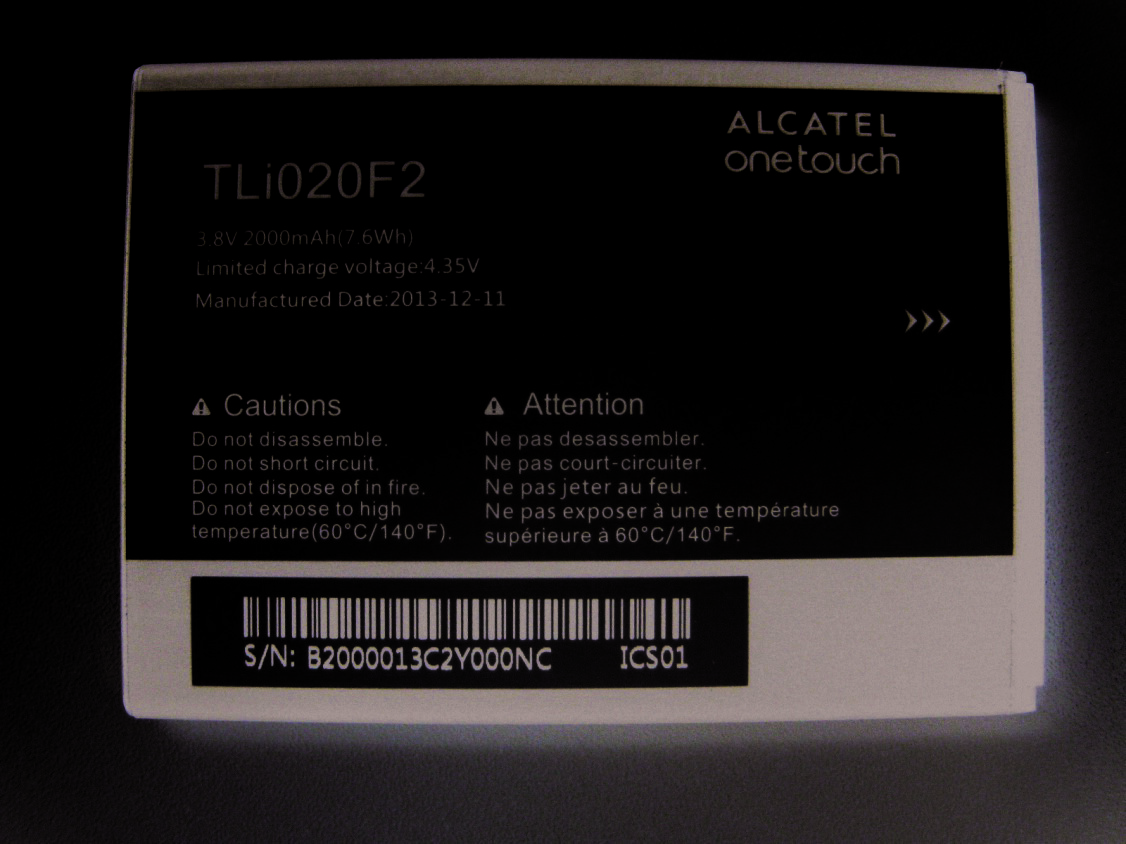 ALCATEL
onetouch
TLi020F2
3.8V 2000mAh(7.6Wh)
Limited charge voltage:4.35V
Manufactured Date:2013-12-11
Cautions
Do not disassemble.
Do not short circuit.
Do not dispose of in fire.
Do not expose to high
temperature(60°C/140°F).
Attention
Ne pas desassembler.
Ne pas court-circuiter.
Ne pas jeter au feu.
Ne pas exposer à une température
supérieure à 60°C/140°F.
S/N: B2000013C2Y000NC ICS01